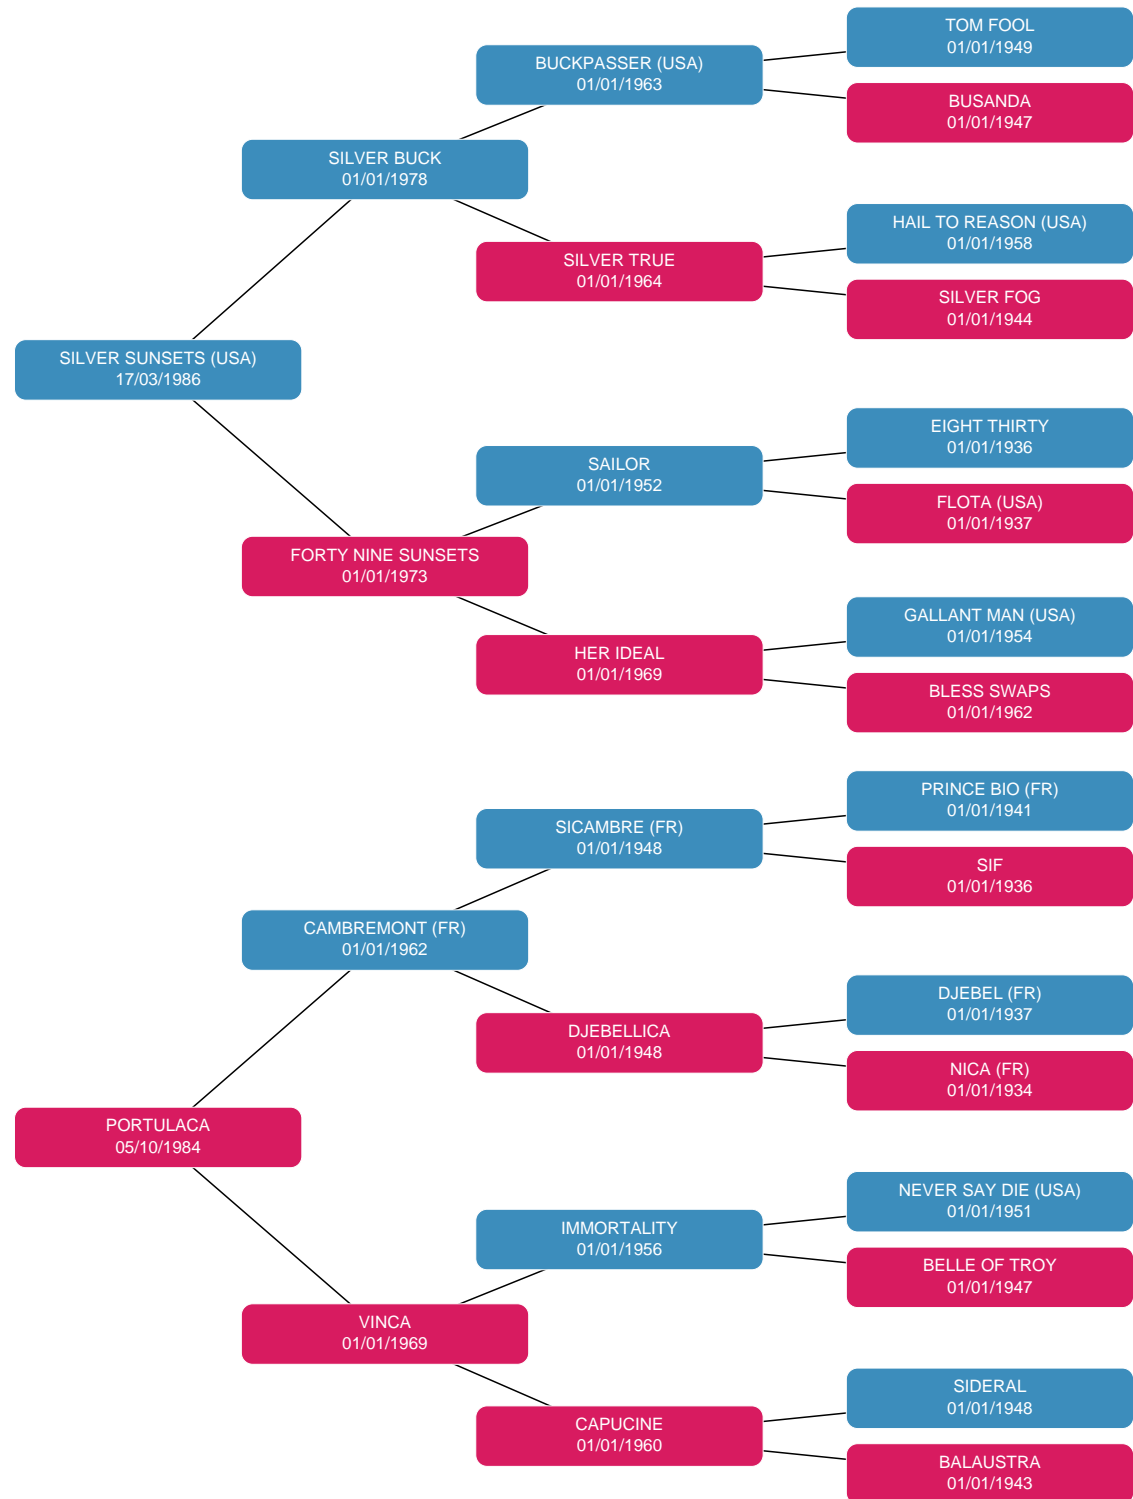 TOM FOOL
01/01/1949
BUCKPASSER (USA)
01/01/1963
BUSANDA
01/01/1947
SILVER BUCK
01/01/1978
HAIL TO REASON (USA)
01/01/1958
SILVER TRUE
01/01/1964
SILVER FOG
01/01/1944
SILVER SUNSETS (USA)
17/03/1986
EIGHT THIRTY
01/01/1936
SAILOR
01/01/1952
FLOTA (USA)
01/01/1937
FORTY NINE SUNSETS
01/01/1973
GALLANT MAN (USA)
01/01/1954
HER IDEAL
01/01/1969
BLESS SWAPS
01/01/1962
PRINCE BIO (FR)
01/01/1941
SICAMBRE (FR)
01/01/1948
SIF
01/01/1936
CAMBREMONT (FR)
01/01/1962
DJEBEL (FR)
01/01/1937
DJEBELLICA
01/01/1948
NICA (FR)
01/01/1934
PORTULACA
05/10/1984
NEVER SAY DIE (USA)
01/01/1951
IMMORTALITY
01/01/1956
BELLE OF TROY
01/01/1947
VINCA
01/01/1969
SIDERAL
01/01/1948
CAPUCINE
01/01/1960
BALAUSTRA
01/01/1943